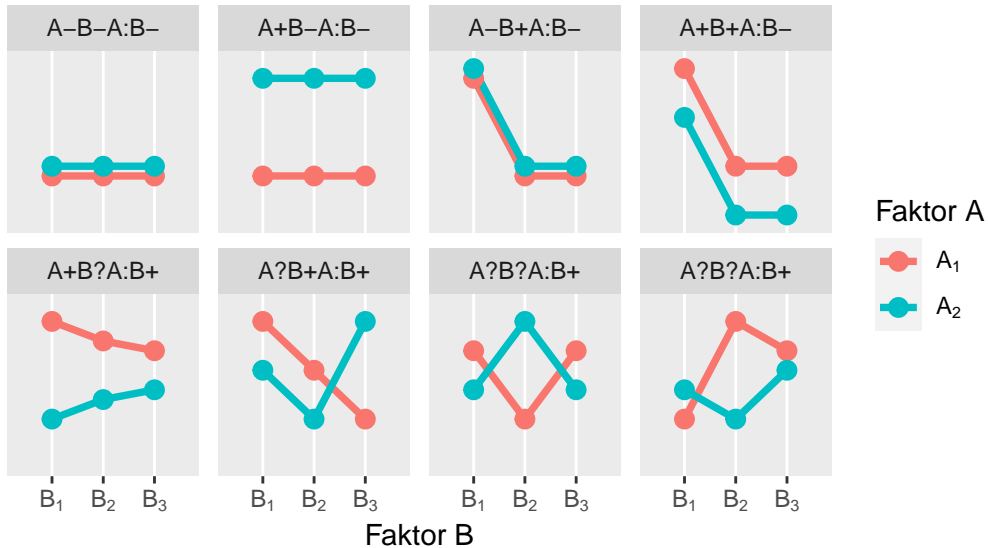 A−B−A:B−
A+B−A:B−
A−B+A:B−
A+B+A:B−
A+B?A:B+
A?B+A:B+
A?B?A:B+
A?B?A:B+
B₁ B₂ B₃
B₁ B₂ B₃
B₁ B₂ B₃
B₁ B₂ B₃
Faktor B
Faktor A
A₁
A₂